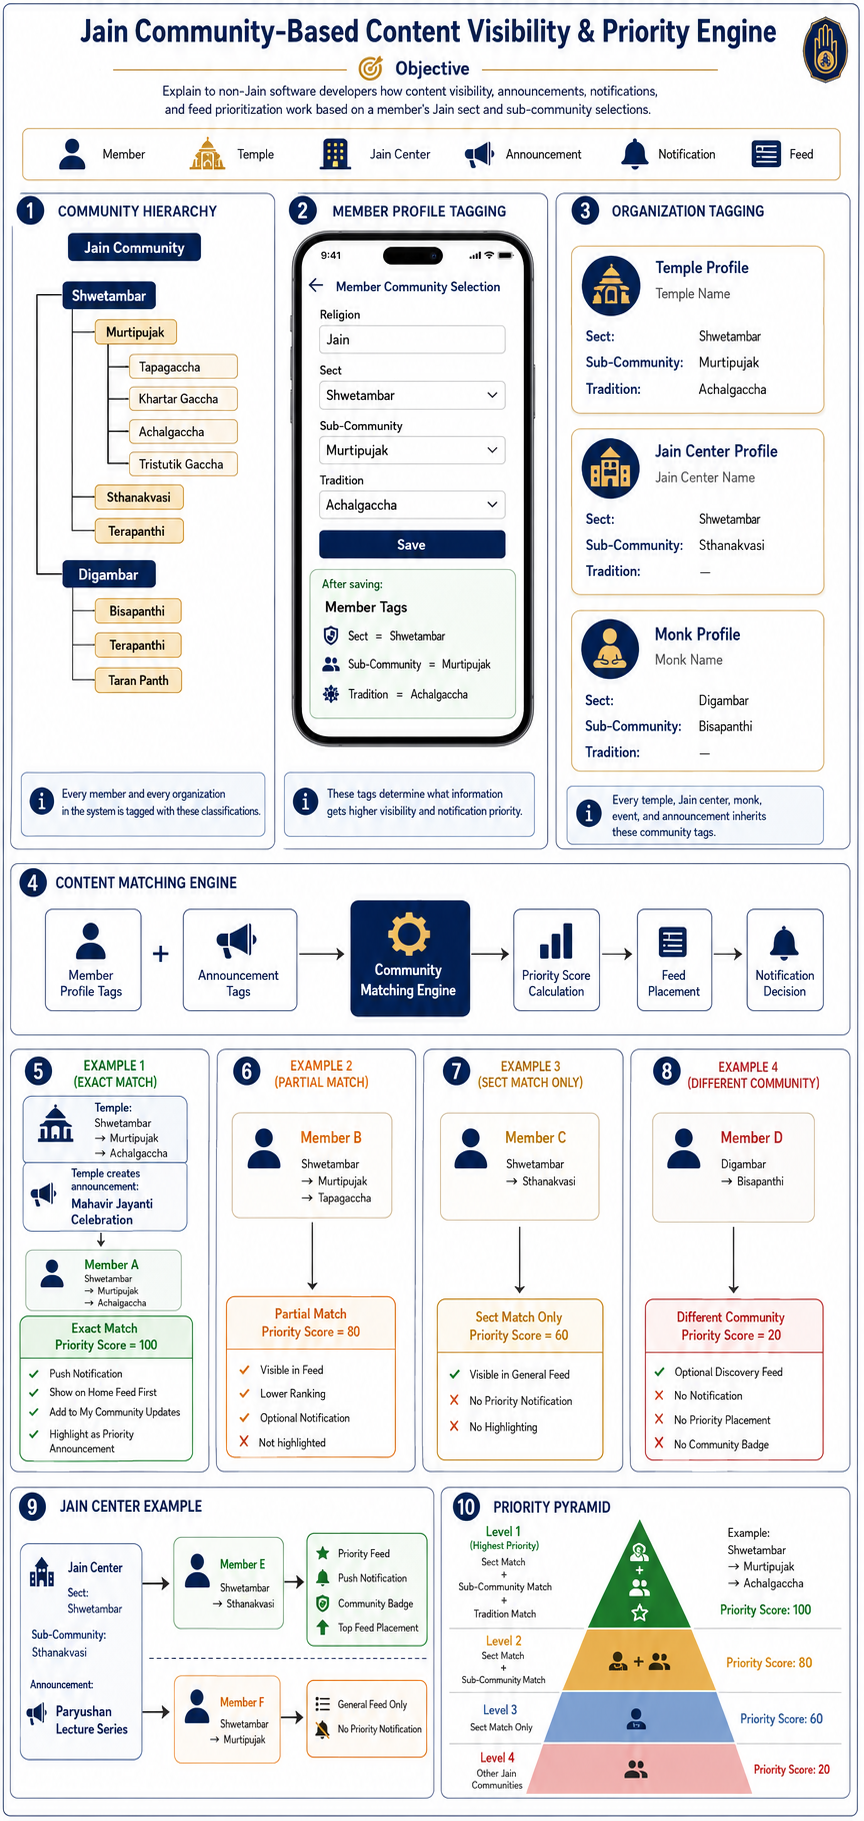 Jain Community-Based Content Visibility & Priority Engine
Objective
Explain to non-Jain software developers how content visibility, announcements, notifications,
and feed prioritization work based on a member's Jain sect and sub-community selections.
Member
Temple
Jain Center
Announcement
Notification
Feed
1 COMMUNITY HIERARCHY
Jain Community
Shwetambar
Murtipujak
Tapagaccha
Khartar Gaccha
Achalgaccha
Tristutik Gaccha
Sthanakvasi
Terapanthi
Digambar
Bisapanthi
Terapanthi
Taran Panth
Every member and every organization
in the system is tagged with these classifications.
2 MEMBER PROFILE TAGGING
9:41
Member Community Selection
Religion
Jain
Sect
Shwetambar
Sub-Community
Murtipujak
Tradition
Achalgaccha
Save
After saving:
Member Tags
Sect = Shwetambar
Sub-Community = Murtipujak
Tradition = Achalgaccha
These tags determine what information
gets higher visibility and notification priority.
3 ORGANIZATION TAGGING
Temple Profile
Temple Name
Sect: Shwetambar
Sub-Community: Murtipujak
Tradition: Achalgaccha
Jain Center Profile
Jain Center Name
Sect: Shwetambar
Sub-Community: Sthanakvasi
Tradition: —
Monk Profile
Monk Name
Sect: Digambar
Sub-Community: Bisapanthi
Tradition: —
Every temple, Jain center, monk,
event, and announcement inherits
these community tags.
4 CONTENT MATCHING ENGINE
Member
Profile Tags
+
Announcement
Tags
Community
Matching Engine
Priority Score
Calculation
Feed
Placement
Notification
Decision
5 EXAMPLE 1
(EXACT MATCH)
Temple:
Shwetambar
→ Murtipujak
→ Achalgaccha
Temple creates
announcement:
Mahavir Jayanti
Celebration
Member A
Shwetambar
→ Murtipujak
→ Achalgaccha
Exact Match
Priority Score = 100
✓ Push Notification
✓ Show on Home Feed First
✓ Add to My Community Updates
✓ Highlight as Priority
Announcement
6 EXAMPLE 2
(PARTIAL MATCH)
Member B
Shwetambar
→ Murtipujak
→ Tapagaccha
Partial Match
Priority Score = 80
✓ Visible in Feed
✓ Lower Ranking
✓ Optional Notification
✗ Not highlighted
7 EXAMPLE 3
(SECT MATCH ONLY)
Member C
Shwetambar
→ Sthanakvasi
Sect Match Only
Priority Score = 60
✓ Visible in General Feed
✗ No Priority Notification
✗ No Highlighting
8 EXAMPLE 4
(DIFFERENT COMMUNITY)
Member D
Digambar
→ Bisapanthi
Different Community
Priority Score = 20
✓ Optional Discovery Feed
✗ No Notification
✗ No Priority Placement
✗ No Community Badge
9 JAIN CENTER EXAMPLE
Jain Center
Sect:
Shwetambar
Sub-Community:
Sthanakvasi
Announcement:
Paryushan
Lecture Series
Member E
Shwetambar
→ Sthanakvasi
Priority Feed
Push Notification
Community Badge
Top Feed Placement
Member F
Shwetambar
→ Murtipujak
General Feed Only
No Priority Notification
10 PRIORITY PYRAMID
Level 1
(Highest Priority)
Sect Match
+
Sub-Community Match
+
Tradition Match
+
Example:
Shwetambar
→ Murtipujak
→ Achalgaccha
Priority Score: 100
Level 2
Sect Match
+
Sub-Community Match
+
Priority Score: 80
Level 3
Sect Match Only
Priority Score: 60
Level 4
Other Jain
Communities
Priority Score: 20